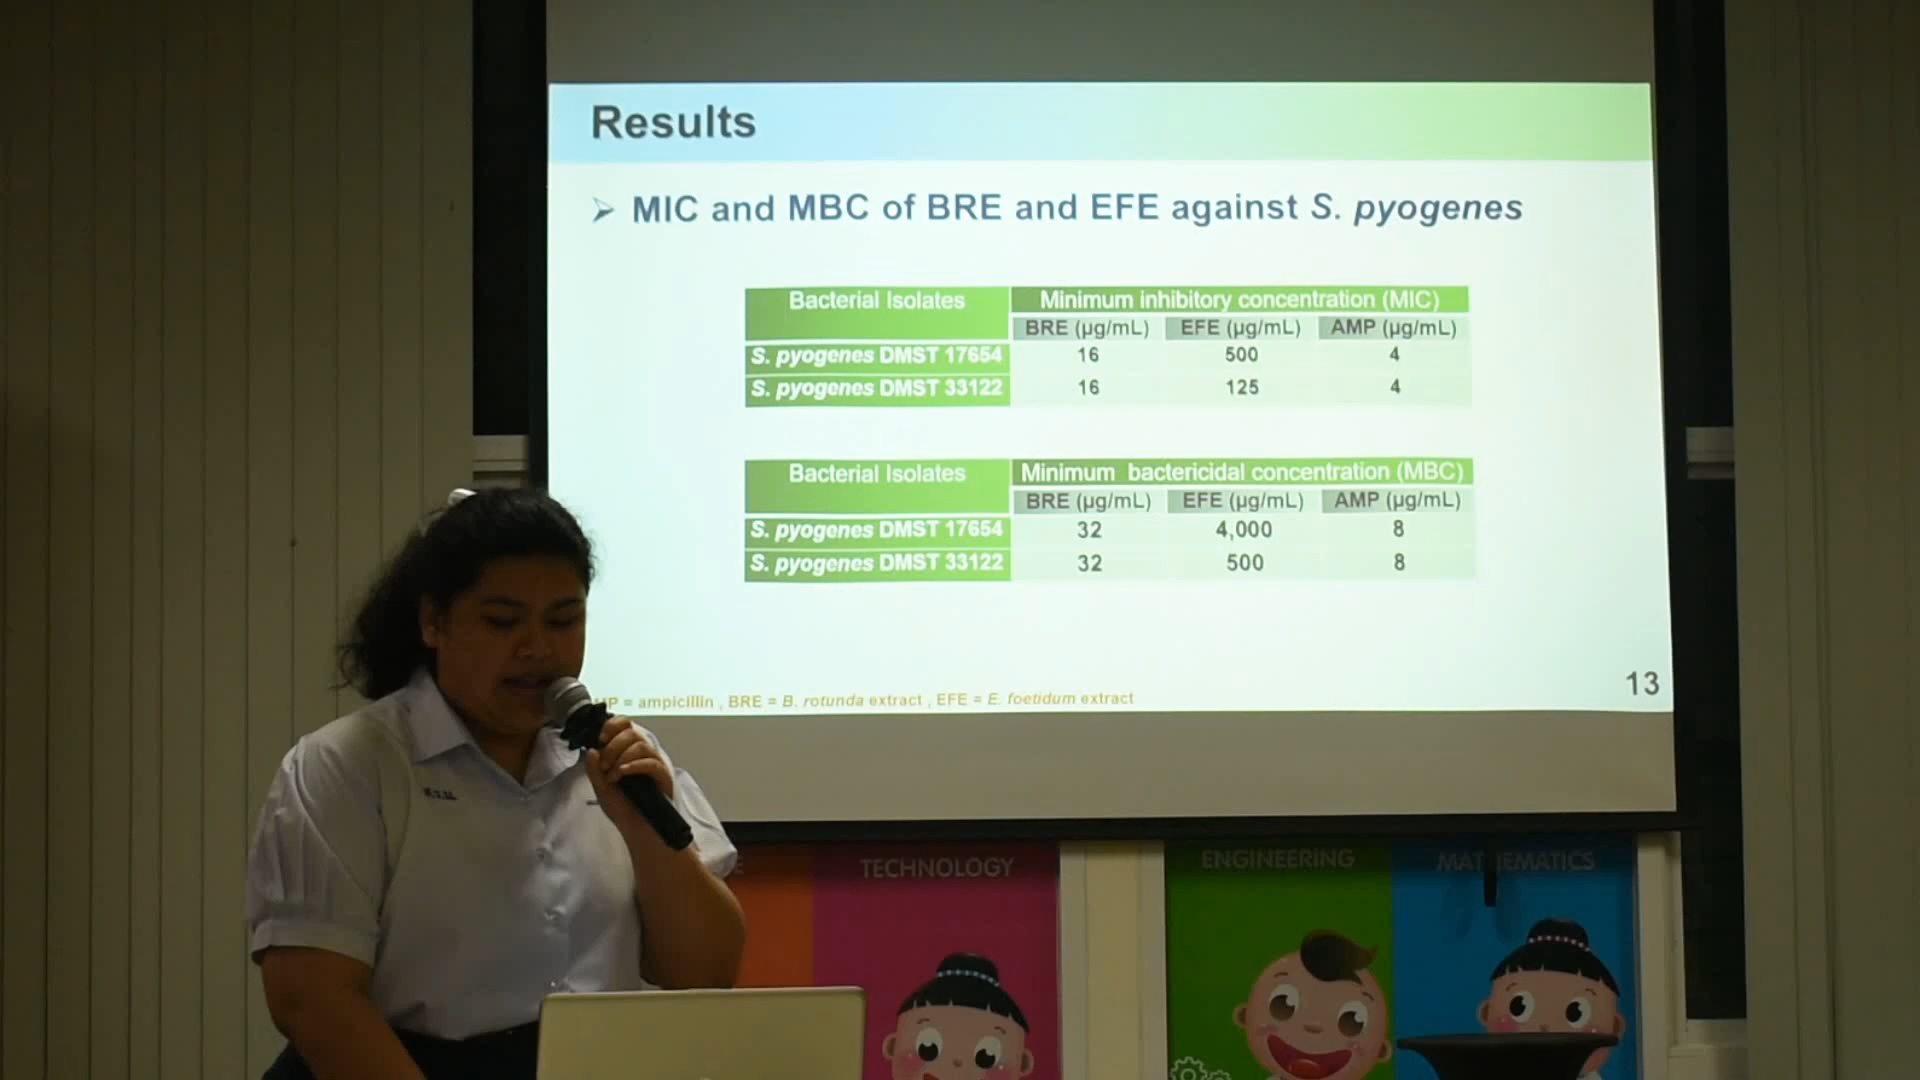 Results
➢ MIC and MBC of BRE and EFE against S. pyogenes
Bacterial Isolates Minimum inhibitory concentration (MIC)
BRE (µg/mL) EFE (µg/mL) AMP (µg/mL)
S. pyogenes DMST 17654 16 500 4
S. pyogenes DMST 33122 16 125 4
Bacterial Isolates Minimum bactericidal concentration (MBC)
BRE (µg/mL) EFE (µg/mL) AMP (µg/mL)
S. pyogenes DMST 17654 32 4,000 8
S. pyogenes DMST 33122 32 500 8
= ampicillin , BRE = B. rotunda extract , EFE = E. foetidum extract
13
TECHNOLOGY
ENGINEERING
MATHEMATICS